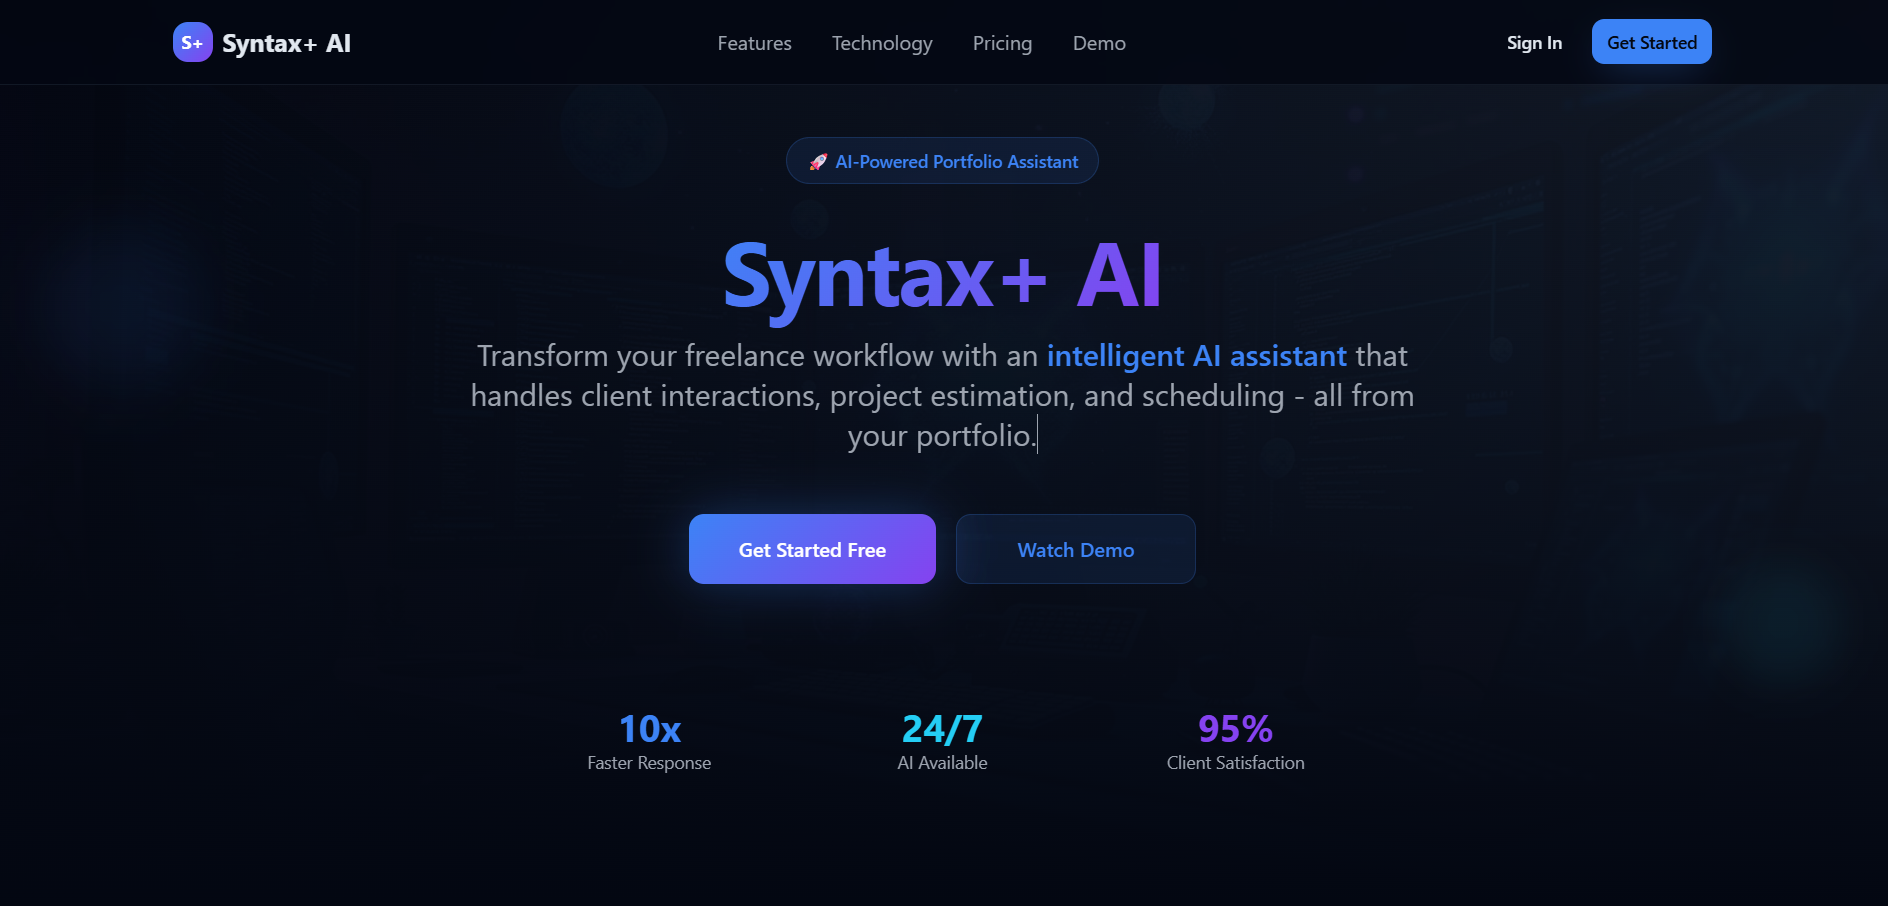 S+ Syntax+ AI
Features Technology Pricing Demo
Sign In Get Started
🚀 AI-Powered Portfolio Assistant
Syntax+ AI
Transform your freelance workflow with an intelligent AI assistant that
handles client interactions, project estimation, and scheduling - all from
your portfolio.
Get Started Free Watch Demo
10x 24/7 95%
Faster Response AI Available Client Satisfaction